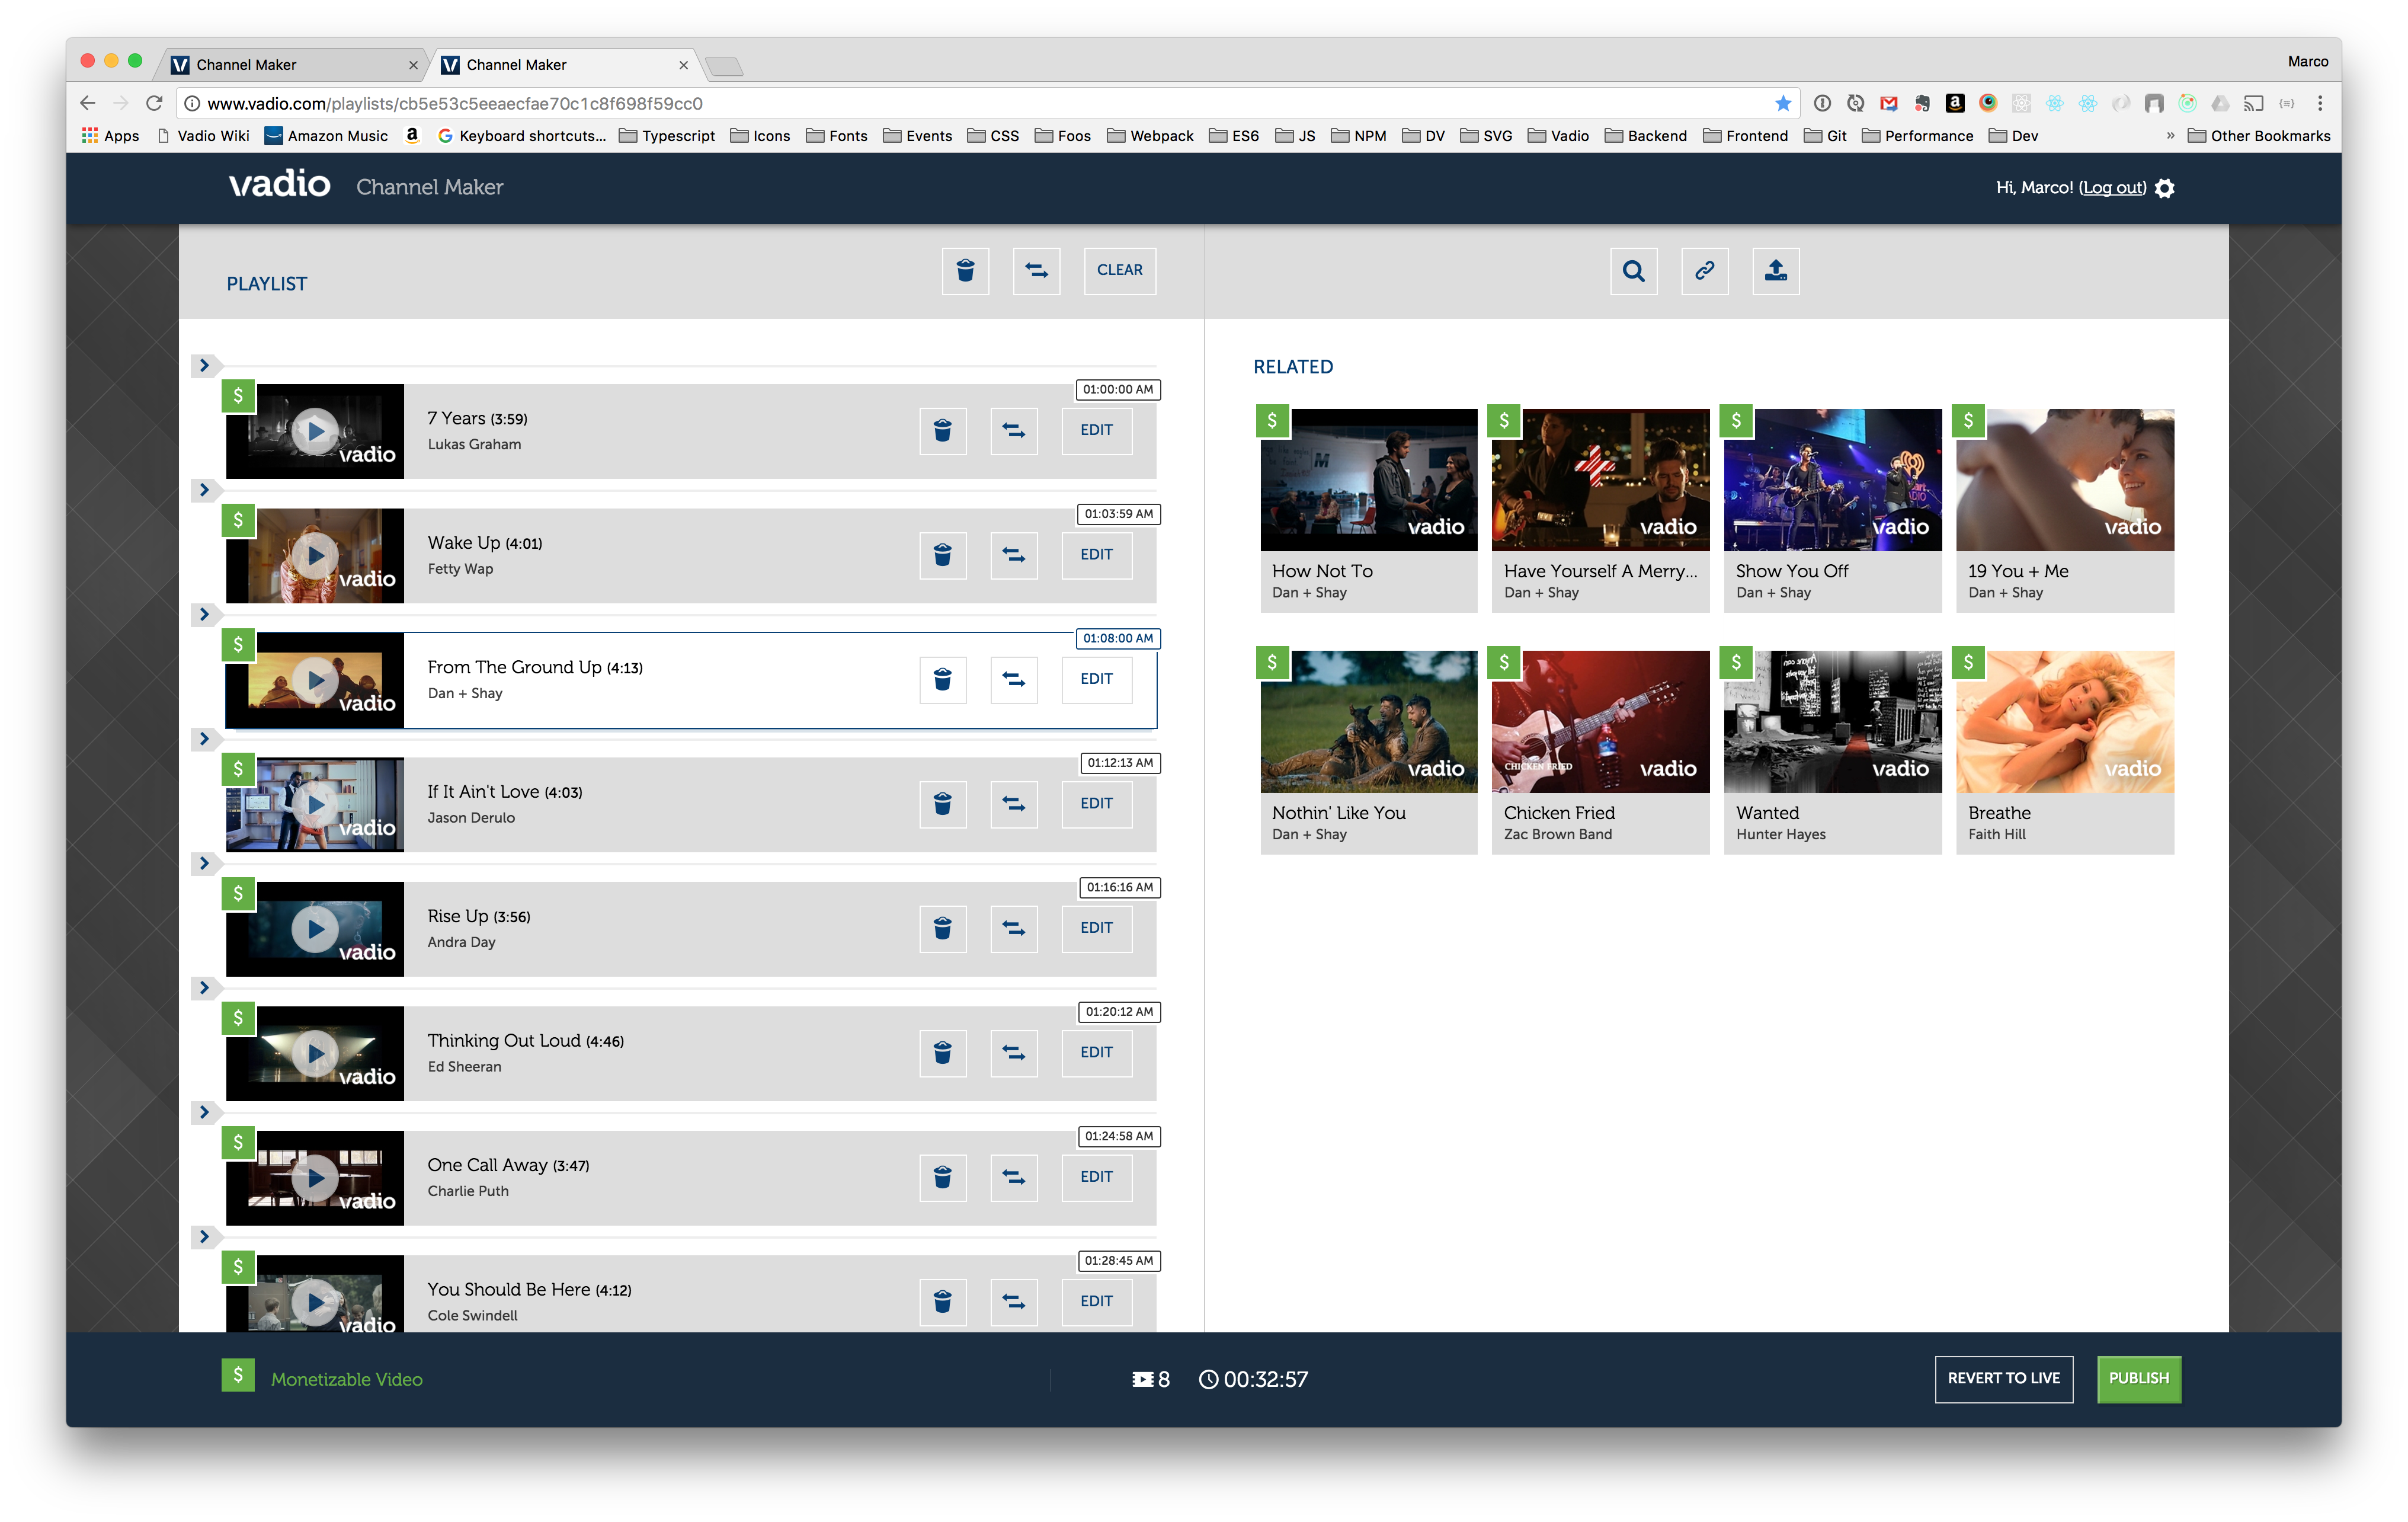 Channel Maker
Channel Maker
Marco
www.vadio.com/playlists/cb5e53c5eeaecfae70c1c8f698f59cc0
Apps Vadio Wiki Amazon Music Keyboard shortcuts... Typescript Icons Fonts Events CSS Foos Webpack ES6 JS NPM DV SVG Vadio Backend Frontend Git Performance Dev » Other Bookmarks
vadio Channel Maker
Hi, Marco! (Log out)
PLAYLIST
CLEAR
01:00:00 AM
$
vadio
7 Years (3:59)
Lukas Graham
EDIT
01:03:59 AM
$
vadio
Wake Up (4:01)
Fetty Wap
EDIT
01:08:00 AM
$
vadio
From The Ground Up (4:13)
Dan + Shay
EDIT
01:12:13 AM
$
vadio
If It Ain't Love (4:03)
Jason Derulo
EDIT
01:16:16 AM
$
vadio
Rise Up (3:56)
Andra Day
EDIT
01:20:12 AM
$
vadio
Thinking Out Loud (4:46)
Ed Sheeran
EDIT
01:24:58 AM
$
vadio
One Call Away (3:47)
Charlie Puth
EDIT
01:28:45 AM
$
vadio
You Should Be Here (4:12)
Cole Swindell
EDIT
RELATED
$
vadio
How Not To
Dan + Shay
$
vadio
Have Yourself A Merry...
Dan + Shay
$
vadio
Show You Off
Dan + Shay
$
vadio
19 You + Me
Dan + Shay
$
vadio
Nothin' Like You
Dan + Shay
$
CHICKEN FRIED
vadio
Chicken Fried
Zac Brown Band
$
vadio
Wanted
Hunter Hayes
$
vadio
Breathe
Faith Hill
$ Monetizable Video
8
00:32:57
REVERT TO LIVE
PUBLISH